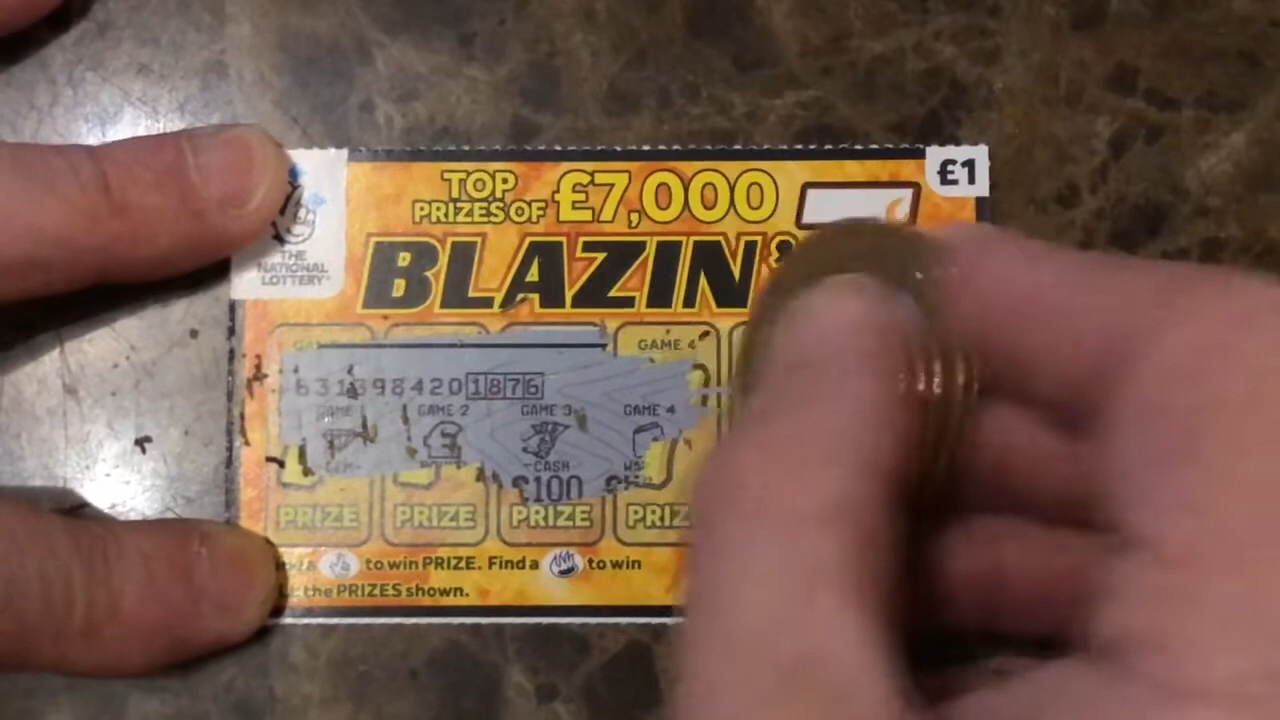 £1
TOP
PRIZES OF £7,000
BLAZIN'
THE
NATIONAL
LOTTERY
GAME 4
631398420 1876
GAME GAME 2 GAME 3 GAME 4
CASH
£100
PRIZE PRIZE PRIZE
to win PRIZE. Find a to win
the PRIZES shown.